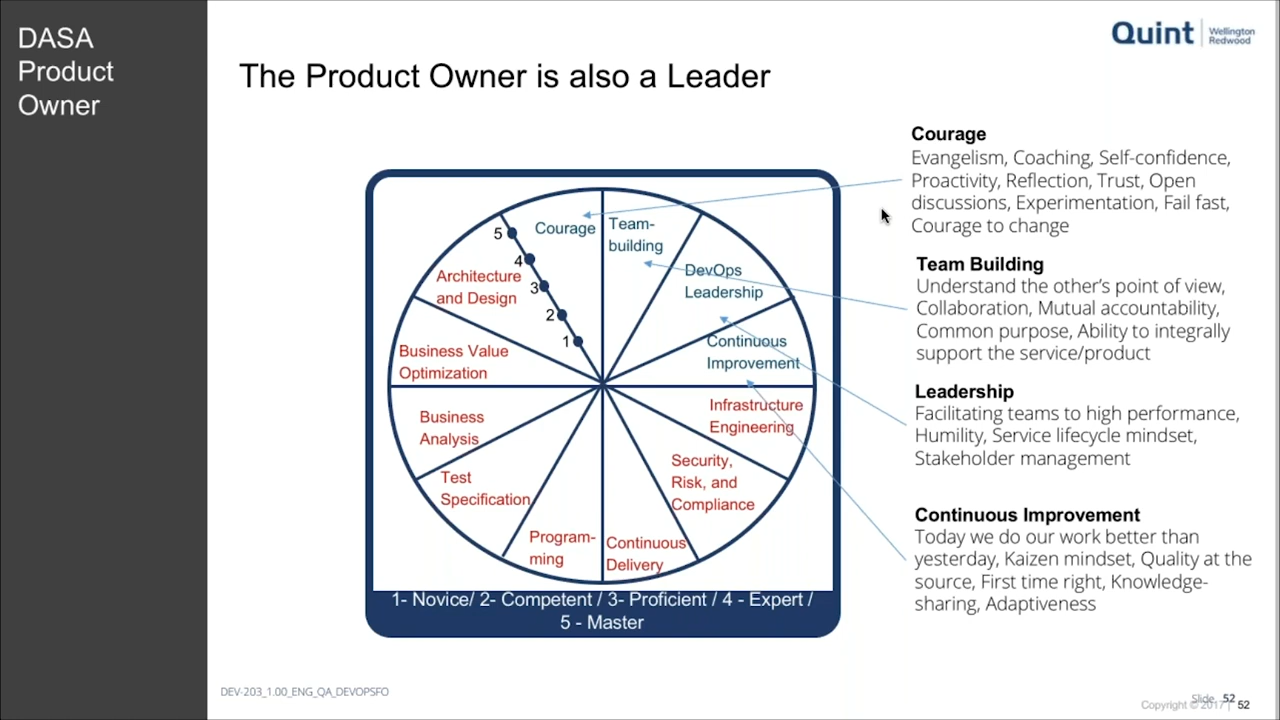 DASA
Product
Owner
Quint
Wellington
Redwood
The Product Owner is also a Leader
Courage
Evangelism, Coaching, Self-confidence,
Proactivity, Reflection, Trust, Open
discussions, Experimentation, Fail fast,
Courage to change
Team Building
Understand the other's point of view,
Collaboration, Mutual accountability,
Common purpose, Ability to integrally
support the service/product
Leadership
Facilitating teams to high performance,
Humility, Service lifecycle mindset,
Stakeholder management
Continuous Improvement
Today we do our work better than
yesterday, Kaizen mindset, Quality at the
source, First time right, Knowledge-
sharing, Adaptiveness
Courage
Team-
building
DevOps
Leadership
Continuous
Improvement
Infrastructure
Engineering
Security,
Risk, and
Compliance
Continuous
Delivery
Program-
ming
Test
Specification
Business
Analysis
Business Value
Optimization
Architecture
and Design
5
4
3
2
1
1- Novice/ 2- Competent / 3- Proficient / 4 - Expert /
5 - Master
DEV-203_1.00_ENG_QA_DEVOPSFO
Slide 52
Copyright © 2017 | 52